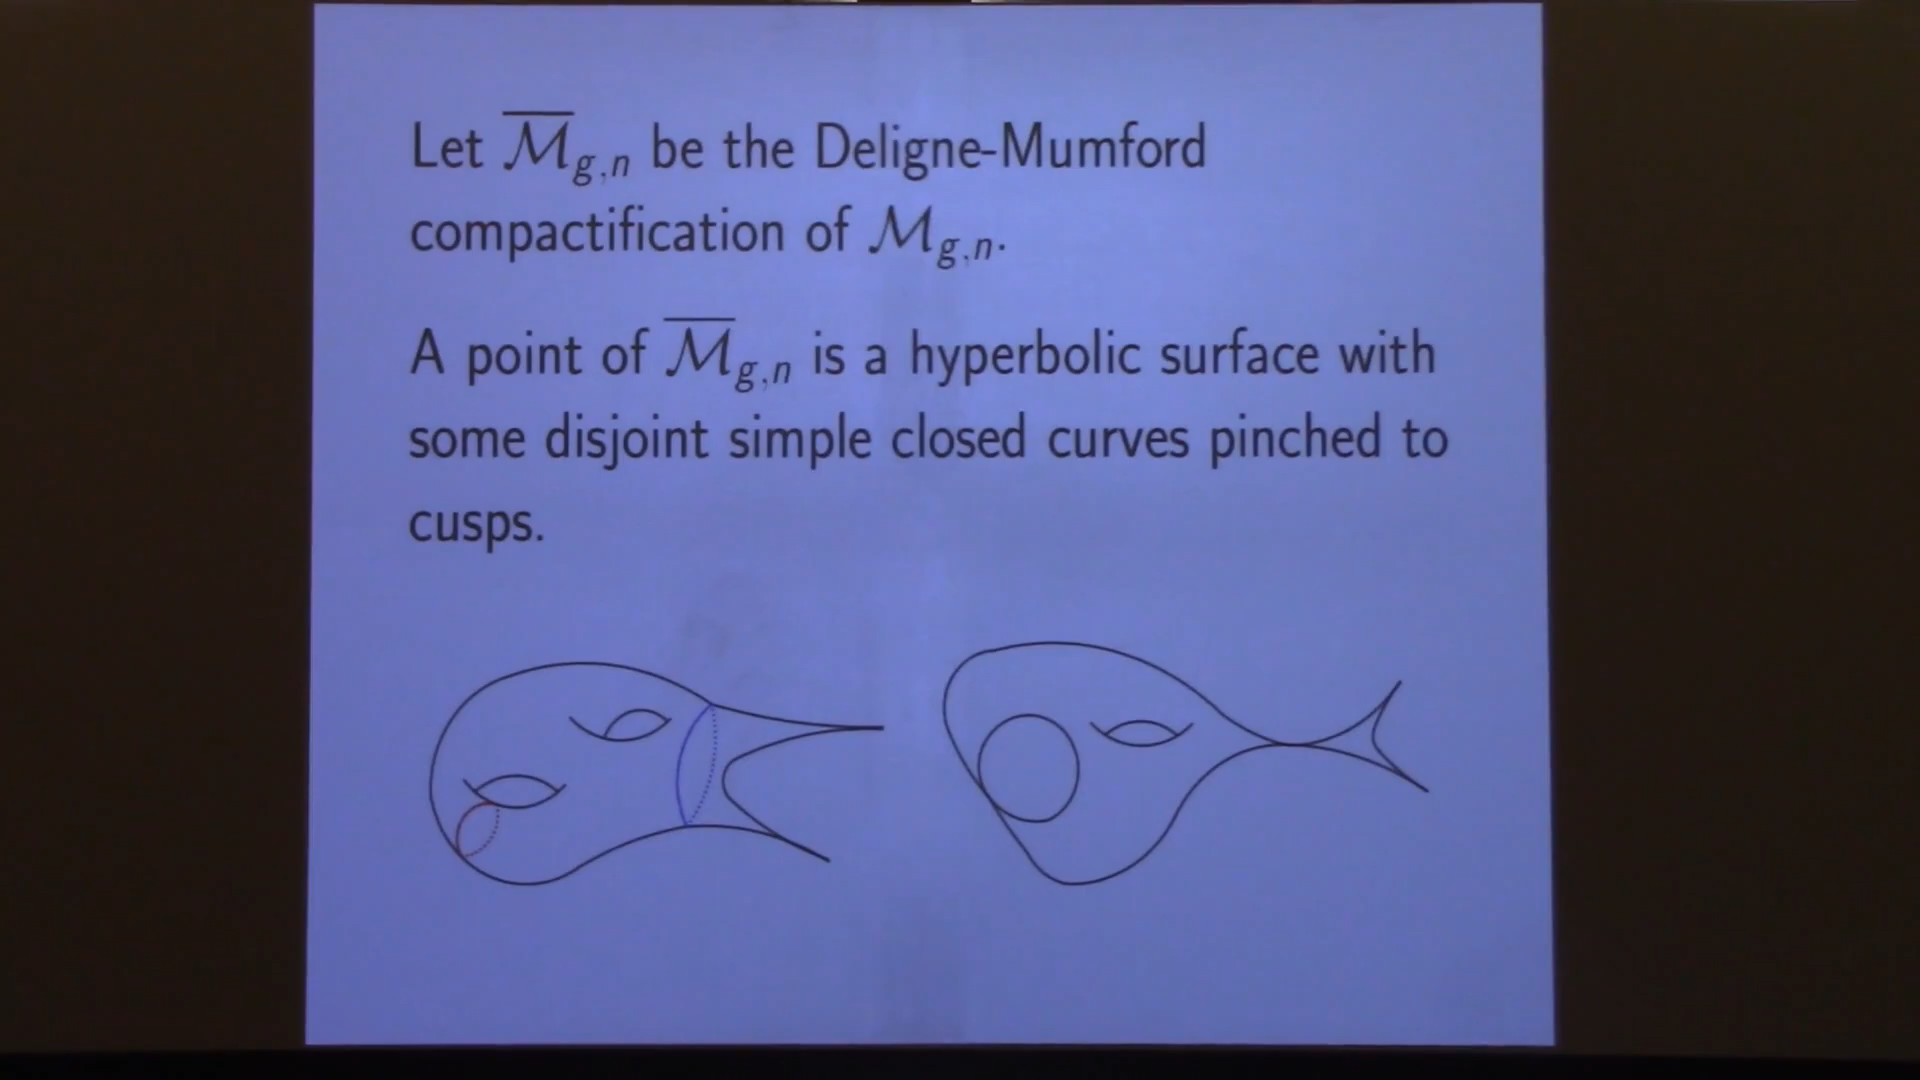 Let $\overline{\mathcal{M}}_{g,n}$ be the Deligne-Mumford
compactification of $\mathcal{M}_{g,n}$.
A point of $\overline{\mathcal{M}}_{g,n}$ is a hyperbolic surface with
some disjoint simple closed curves pinched to
cusps.